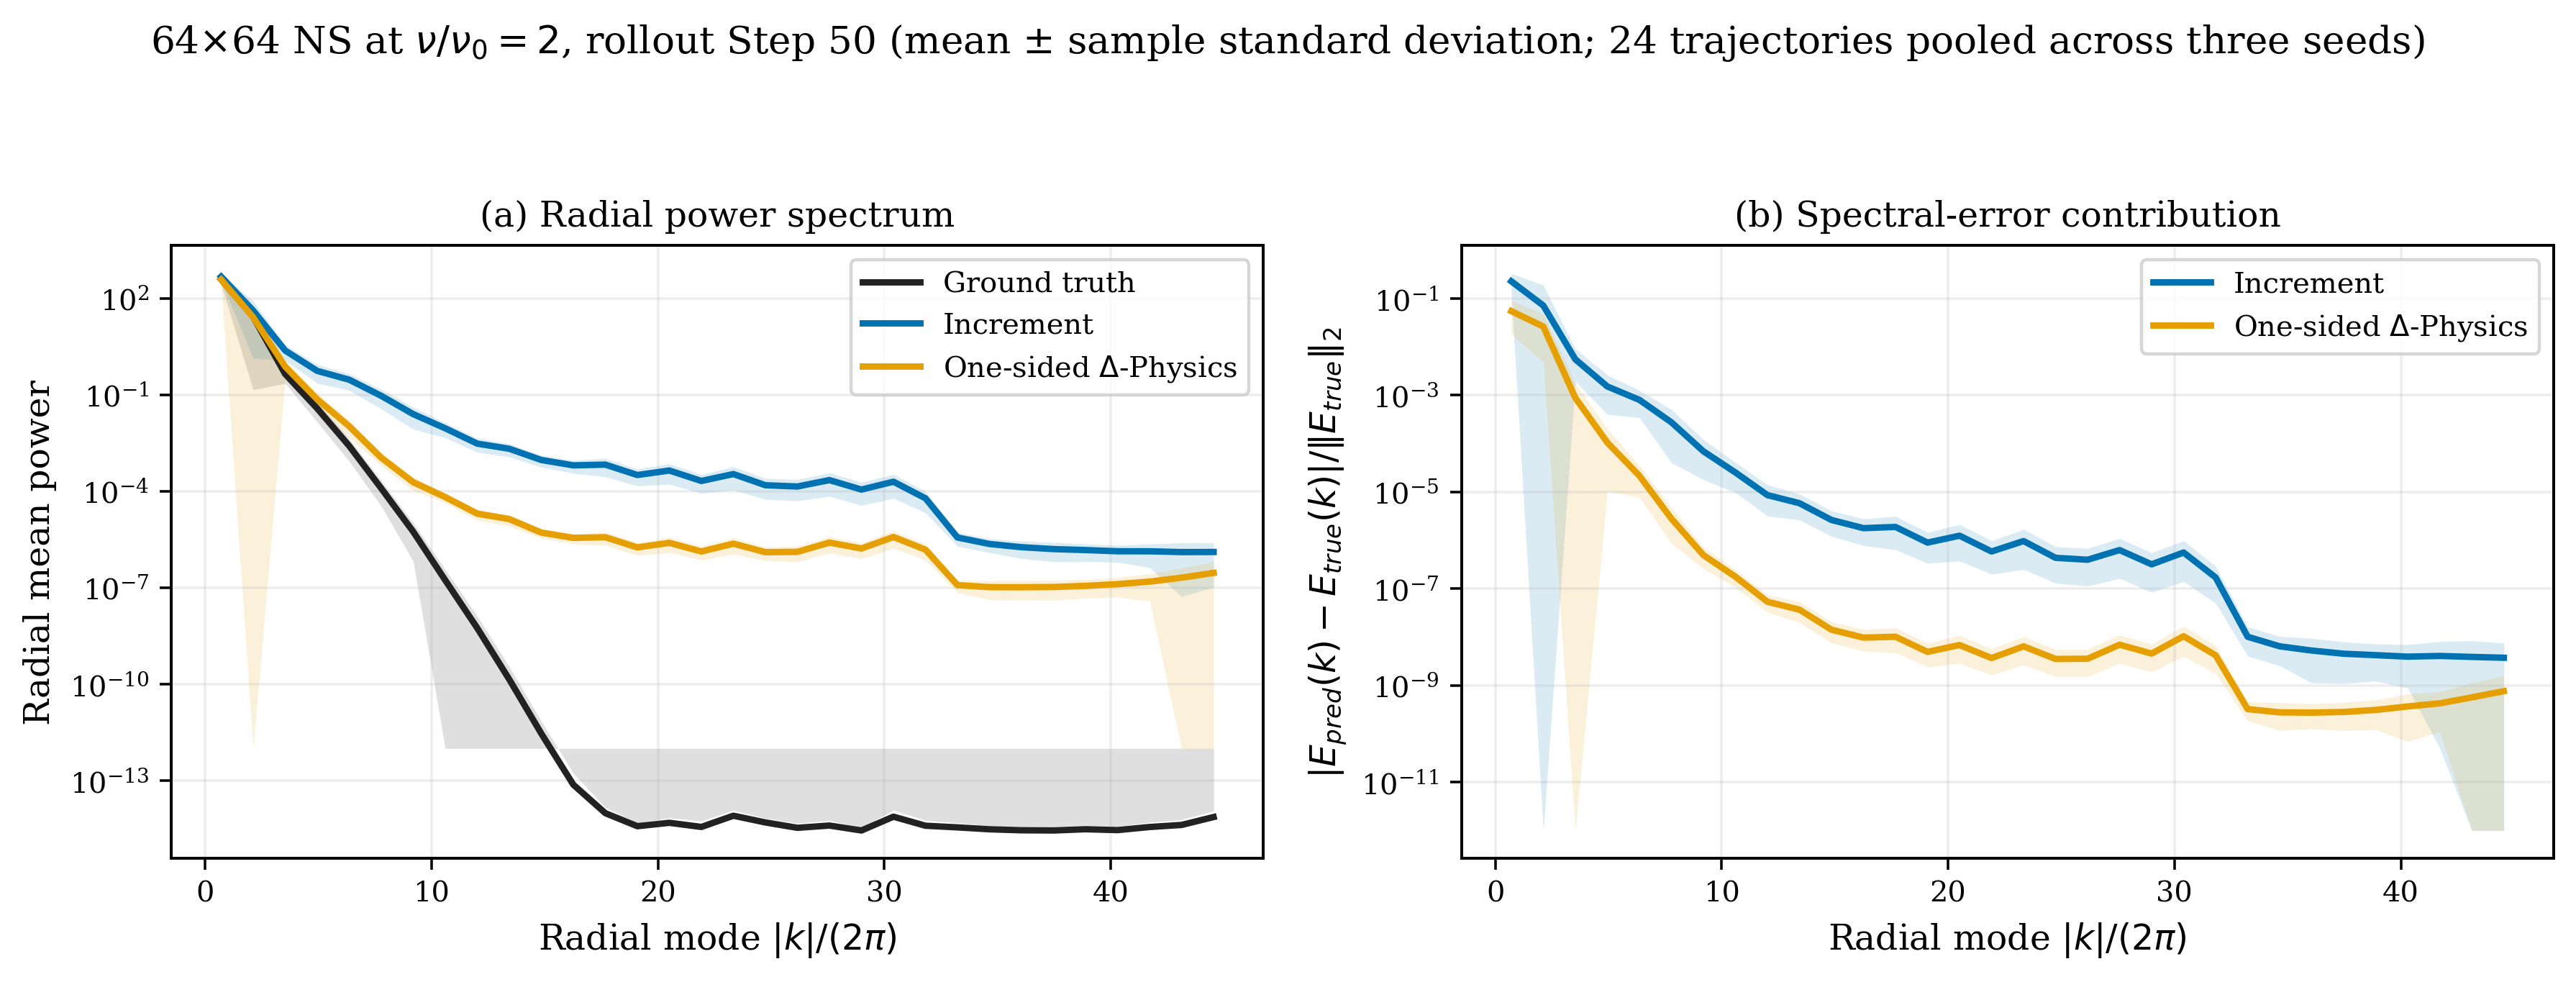 64×64 NS at ν/ν₀ = 2, rollout Step 50 (mean ± sample standard deviation; 24 trajectories pooled across three seeds)
(a) Radial power spectrum
Radial mean power
10²
10⁻¹
10⁻⁴
10⁻⁷
10⁻¹⁰
10⁻¹³
Ground truth
Increment
One-sided Δ-Physics
0 10 20 30 40
Radial mode |k|/(2π)
(b) Spectral-error contribution
|E_pred(k) − E_true(k)|/‖E_true‖₂
10⁻¹
10⁻³
10⁻⁵
10⁻⁷
10⁻⁹
10⁻¹¹
Increment
One-sided Δ-Physics
0 10 20 30 40
Radial mode |k|/(2π)